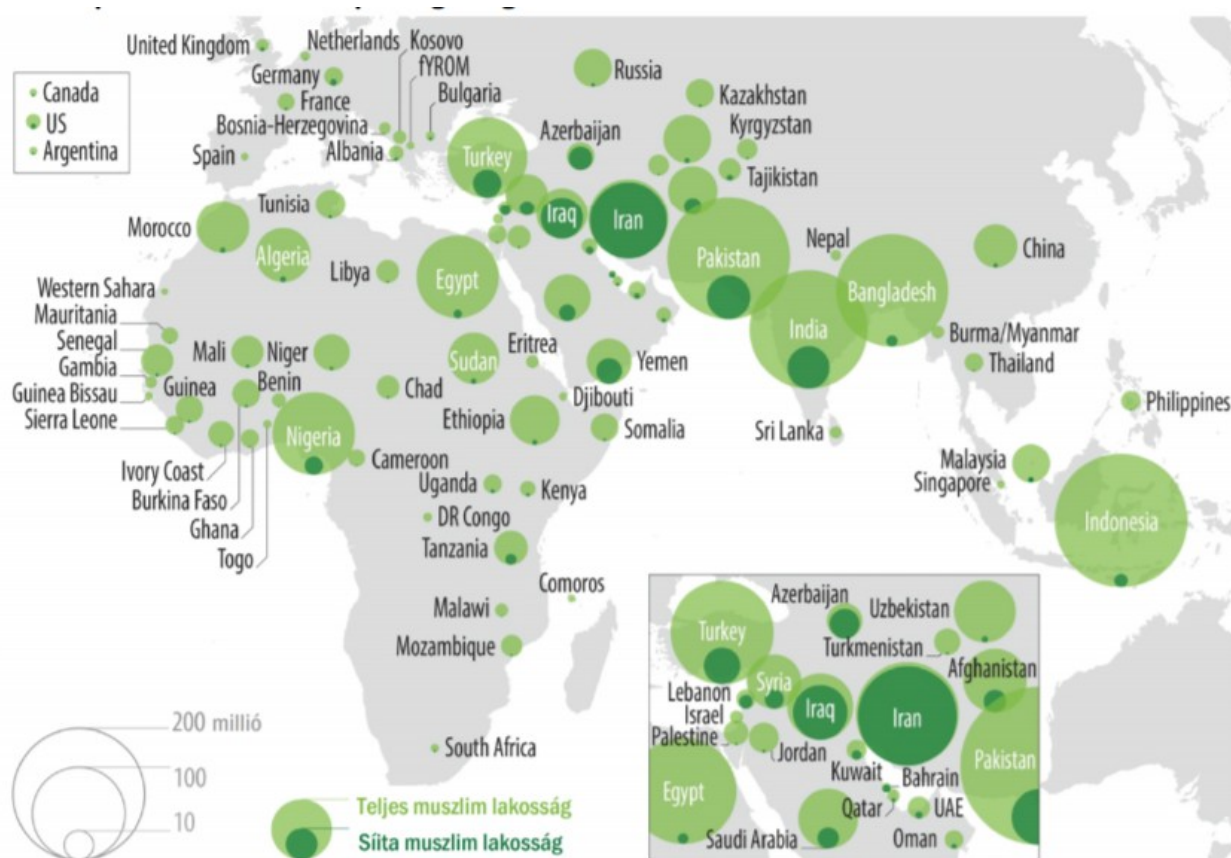 United Kingdom
Netherlands
Kosovo
fYROM
Germany
Bulgaria
France
Bosnia-Herzegovina
Albania
Spain
Canada
US
Argentina
Russia
Kazakhstan
Kyrgyzstan
Azerbaijan
Tajikistan
Turkey
Tunisia
Morocco
Algeria
Libya
Egypt
Iraq
Iran
Pakistan
Nepal
China
India
Bangladesh
Western Sahara
Mauritania
Senegal
Gambia
Guinea Bissau
Sierra Leone
Mali
Niger
Guinea
Benin
Nigeria
Chad
Sudan
Eritrea
Yemen
Djibouti
Ethiopia
Somalia
Burma/Myanmar
Thailand
Philippines
Sri Lanka
Malaysia
Singapore
Indonesia
Ivory Coast
Burkina Faso
Ghana
Togo
Cameroon
Uganda
Kenya
DR Congo
Tanzania
Comoros
Malawi
Mozambique
South Africa
Azerbaijan
Uzbekistan
Turkey
Turkmenistan
Afghanistan
Syria
Lebanon
Israel
Iraq
Iran
Palestine
Jordan
Kuwait
Bahrain
Pakistan
Egypt
Qatar
UAE
Saudi Arabia
Oman
200 millió
100
10
Teljes muszlim lakosság
Síita muszlim lakosság